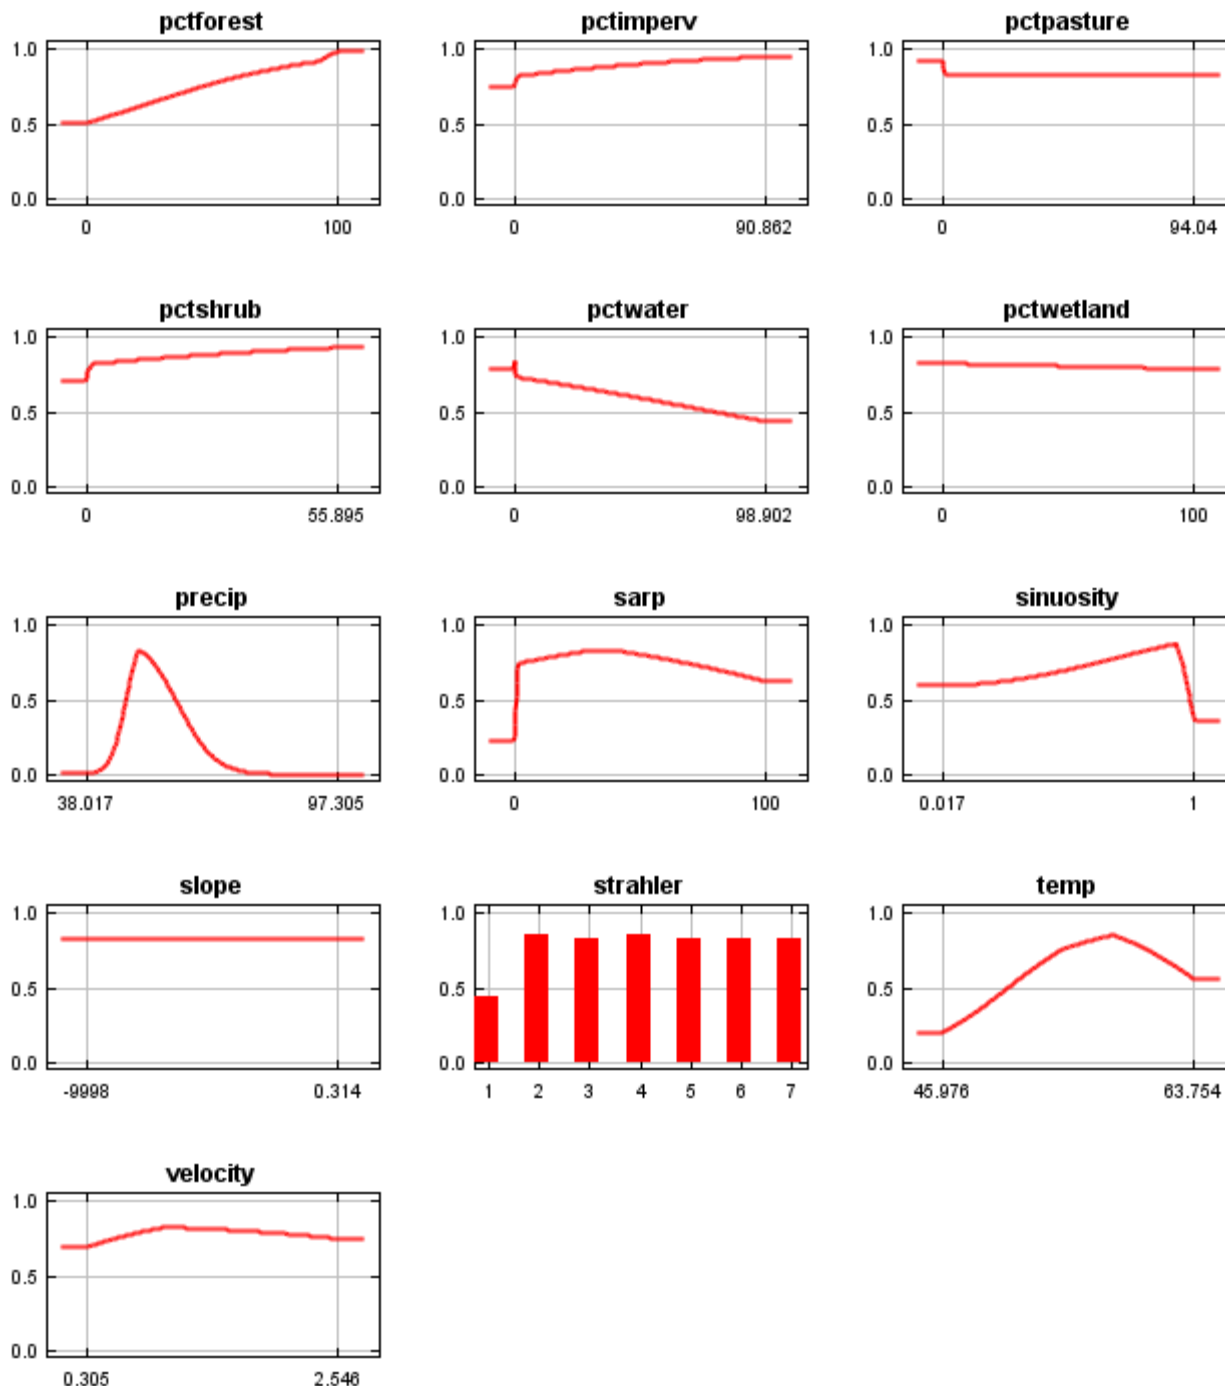 pctforest pctimperv pctpasture
1.0 1.0 1.0
0.5 0.5 0.5
0.0 0.0 0.0
0 100 0 90.862 0 94.04
pctshrub pctwater pctwetland
1.0 1.0 1.0
0.5 0.5 0.5
0.0 0.0 0.0
0 55.895 0 98.902 0 100
precip sarp sinuosity
1.0 1.0 1.0
0.5 0.5 0.5
0.0 0.0 0.0
38.017 97.305 0 100 0.017 1
slope strahler temp
1.0 1.0 1.0
0.5 0.5 0.5
0.0 0.0 0.0
-9998 0.314 1 2 3 4 5 6 7 45.976 63.754
velocity
1.0
0.5
0.0
0.305 2.546